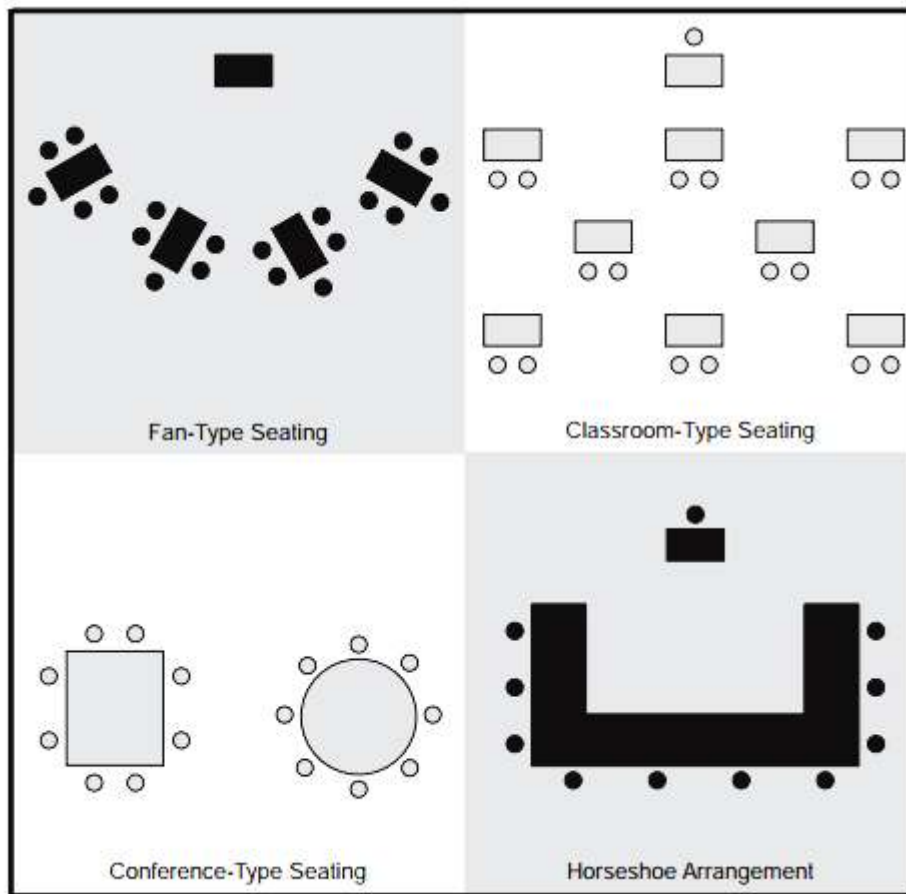 Fan-Type Seating
Classroom-Type Seating
Conference-Type Seating
Horseshoe Arrangement